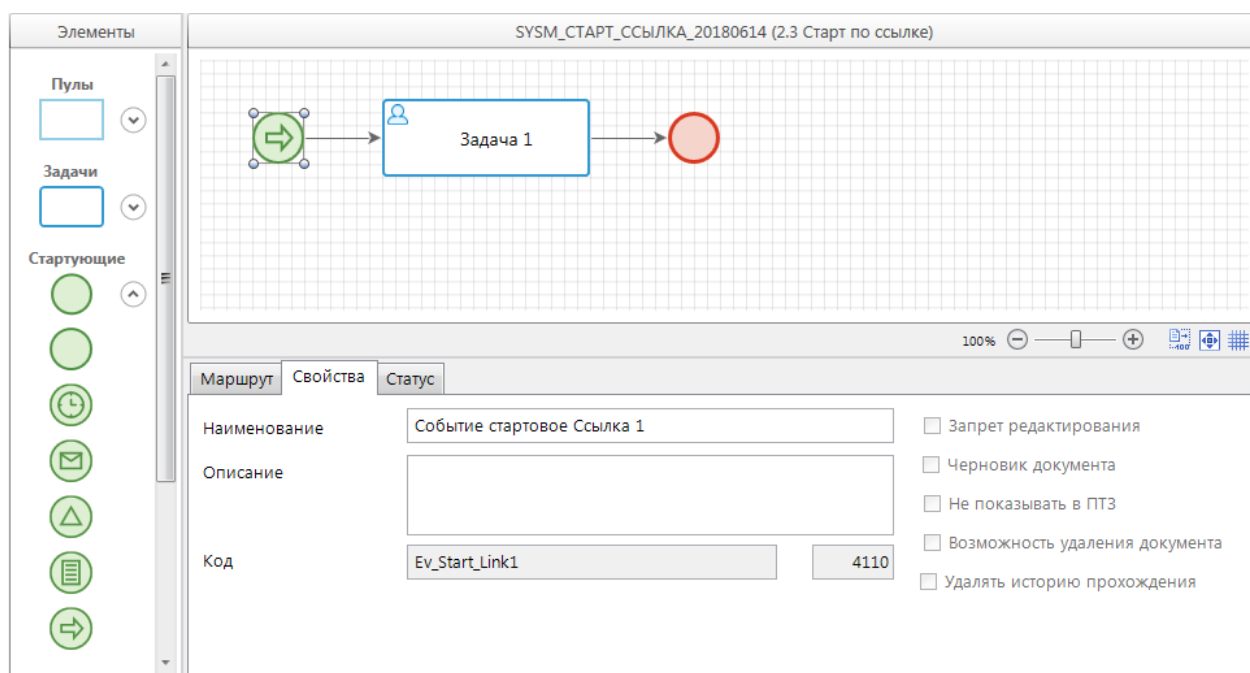 Элементы
SYSM_СТАРТ_ССЫЛКА_20180614 (2.3 Старт по ссылке)
Пулы
Задачи
Стартующие
Задача 1
100%
Маршрут
Свойства
Статус
Наименование
Событие стартовое Ссылка 1
Описание
Код
Ev_Start_Link1
4110
Запрет редактирования
Черновик документа
Не показывать в ПТЗ
Возможность удаления документа
Удалять историю прохождения